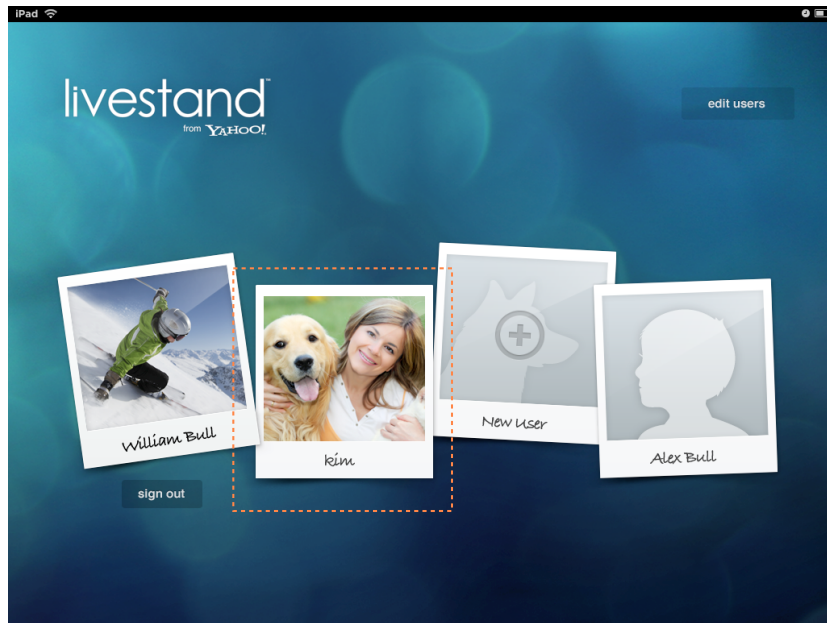 iPad
livestand™
from YAHOO!
edit users
William Bull
kim
New User
Alex Bull
sign out